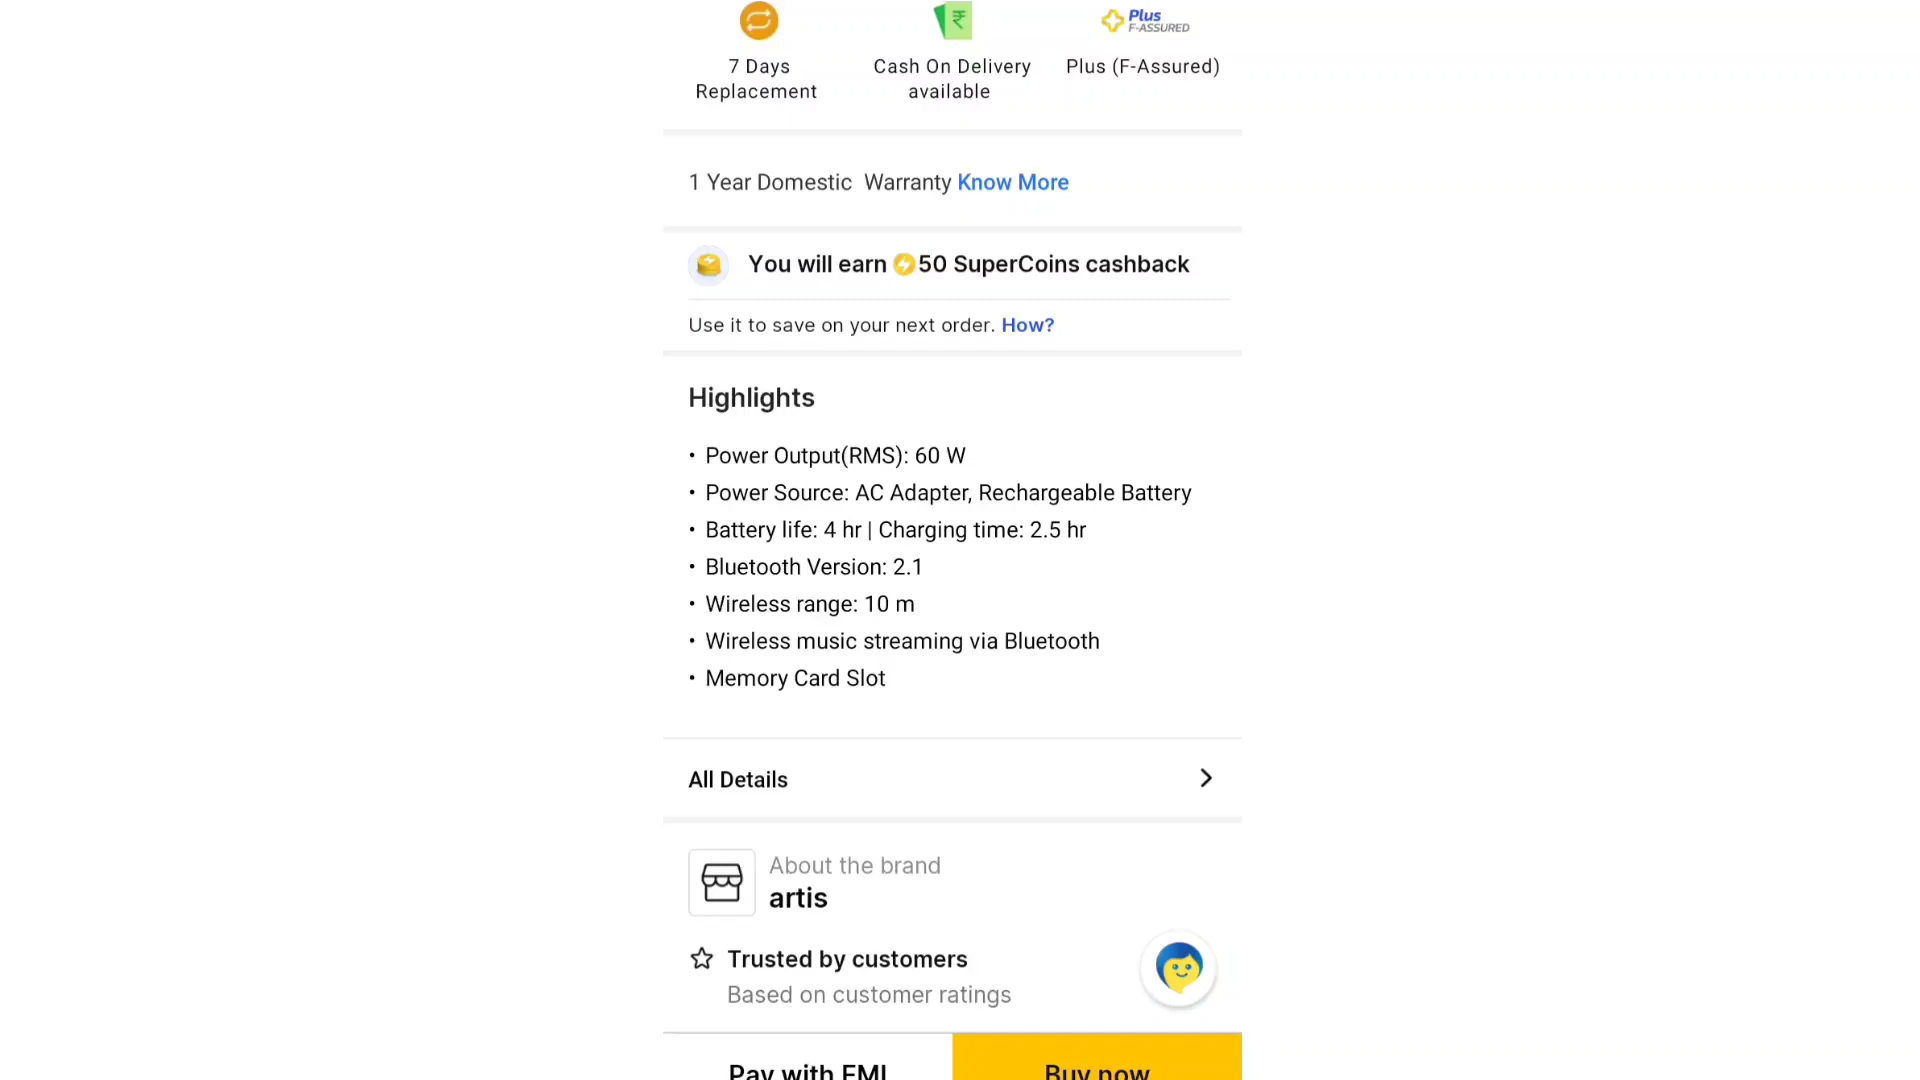 Plus
F-ASSURED
7 Days
Replacement
Cash On Delivery
available
Plus (F-Assured)
1 Year Domestic Warranty Know More
You will earn 50 SuperCoins cashback
Use it to save on your next order. How?
Highlights
• Power Output(RMS): 60 W
• Power Source: AC Adapter, Rechargeable Battery
• Battery life: 4 hr | Charging time: 2.5 hr
• Bluetooth Version: 2.1
• Wireless range: 10 m
• Wireless music streaming via Bluetooth
• Memory Card Slot
All Details
About the brand
artis
Trusted by customers
Based on customer ratings
Pay with EMI
Buy now